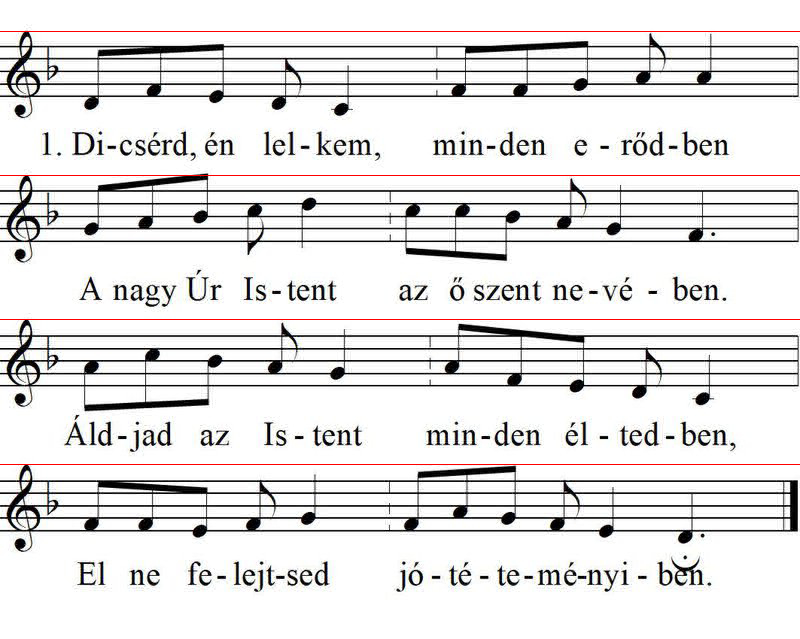 1. Di-csérd, én lel-kem, min-den e-rőd-ben
A nagy Úr Is-tent az ő szent ne-vé-ben.
Áld-jad az Is-tent min-den él-ted-ben,
El ne fe-lejt-sed jó-té-te-mé-nyi-ben.